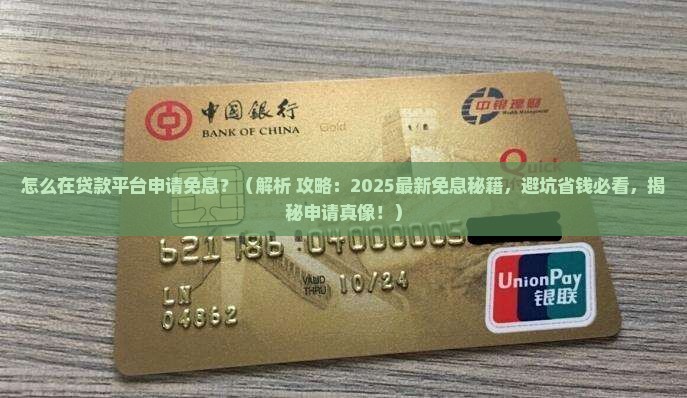 中国银行
BANK OF CHINA
Gold
中银理财
Wealth Management
Quick
怎么在贷款平台申请免息？（解析 攻略：2025最新免息秘籍，避坑省钱必看，揭
秘申请真像！）
621786 04000005
VALID
THRU
10/24
LN
04862
UnionPay
银联